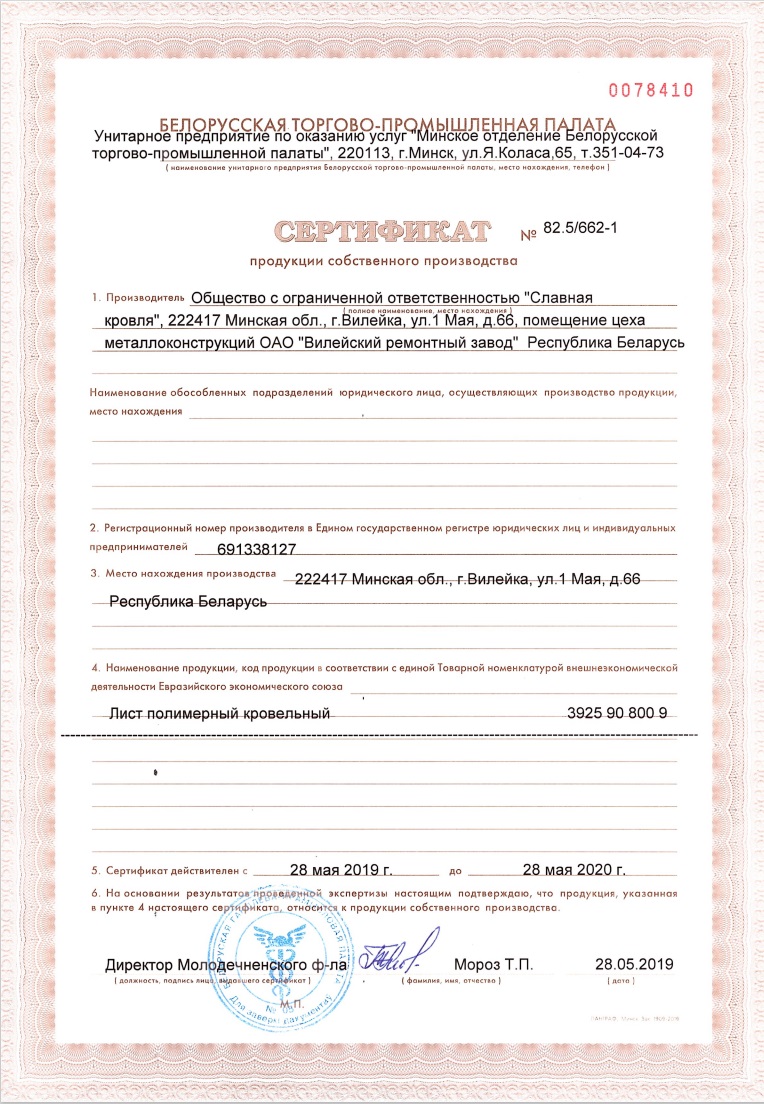 0078410
БЕЛОРУССКАЯ ТОРГОВО-ПРОМЫШЛЕННАЯ ПАЛАТА
Унитарное предприятие по оказанию услуг "Минское отделение Белорусской
торгово-промышленной палаты", 220113, г.Минск, ул.Я.Коласа,65, т.351-04-73
( наименование унитарного предприятия Белорусской торгово-промышленной палаты, место нахождения, телефон )
СЕРТИФИКАТ № 82.5/662-1
продукции собственного производства
1. Производитель Общество с ограниченной ответственностью "Славная
( полное наименование, место нахождения )
кровля", 222417 Минская обл., г.Вилейка, ул.1 Мая, д.66, помещение цеха
металлоконструкций ОАО "Вилейский ремонтный завод" Республика Беларусь
Наименование обособленных подразделений юридического лица, осуществляющих производство продукции,
место нахождения
2. Регистрационный номер производителя в Едином государственном регистре юридических лиц и индивидуальных
предпринимателей 691338127
3. Место нахождения производства 222417 Минская обл., г.Вилейка, ул.1 Мая, д.66
Республика Беларусь
4. Наименование продукции, код продукции в соответствии с единой Товарной номенклатурой внешнеэкономической
деятельности Евразийского экономического союза
Лист полимерный кровельный 3925 90 800 9
5. Сертификат действителен с 28 мая 2019 г. до 28 мая 2020 г.
6. На основании результатов проведенной экспертизы настоящим подтверждаю, что продукция, указанная
в пункте 4 настоящего сертификата, относится к продукции собственного производства.
Директор Молодечненского ф-ла Мороз Т.П. 28.05.2019
( должность, подпись лица, выдавшего сертификат ) ( фамилия, имя, отчество ) ( дата )
М.П.
Для заверкі дакументаў